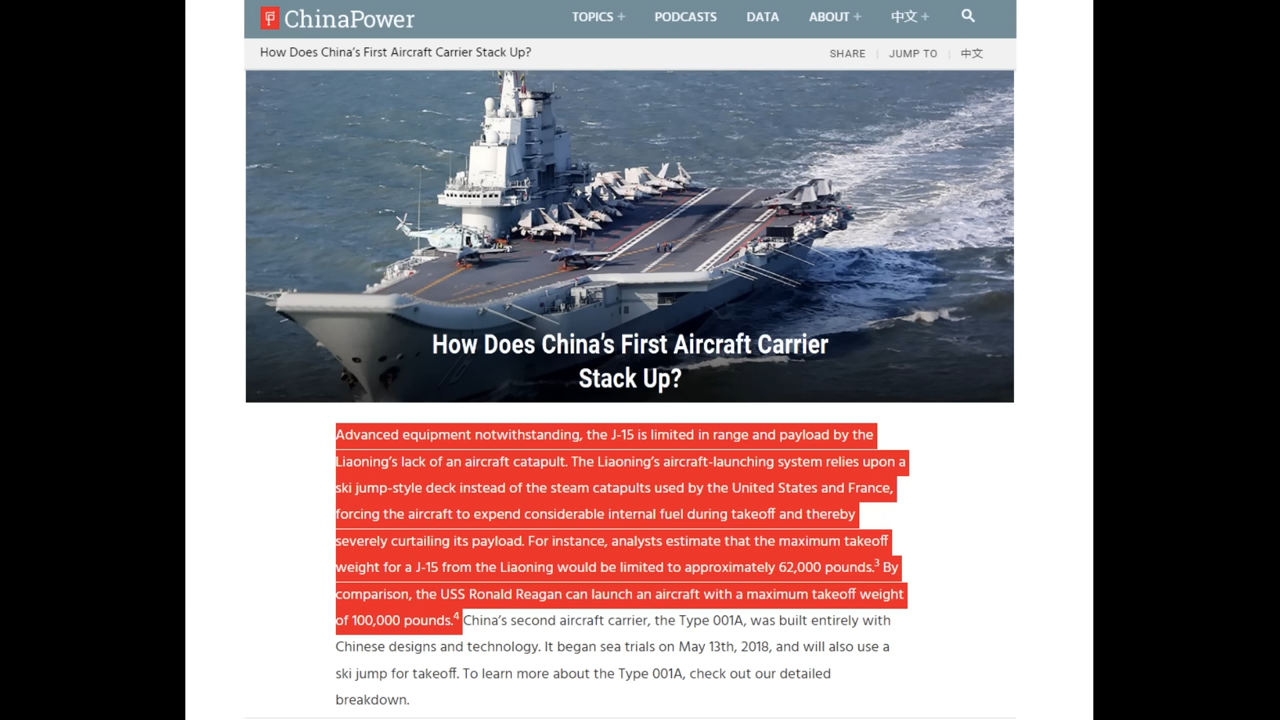 ChinaPower
TOPICS + PODCASTS DATA ABOUT + 中文 +
How Does China's First Aircraft Carrier Stack Up?
SHARE | JUMP TO | 中文
How Does China's First Aircraft Carrier
Stack Up?
Advanced equipment notwithstanding, the J-15 is limited in range and payload by the
Liaoning's lack of an aircraft catapult. The Liaoning's aircraft-launching system relies upon a
ski jump-style deck instead of the steam catapults used by the United States and France,
forcing the aircraft to expend considerable internal fuel during takeoff and thereby
severely curtailing its payload. For instance, analysts estimate that the maximum takeoff
weight for a J-15 from the Liaoning would be limited to approximately 62,000 pounds.³ By
comparison, the USS Ronald Reagan can launch an aircraft with a maximum takeoff weight
of 100,000 pounds.⁴ China's second aircraft carrier, the Type 001A, was built entirely with
Chinese designs and technology. It began sea trials on May 13th, 2018, and will also use a
ski jump for takeoff. To learn more about the Type 001A, check out our detailed
breakdown.